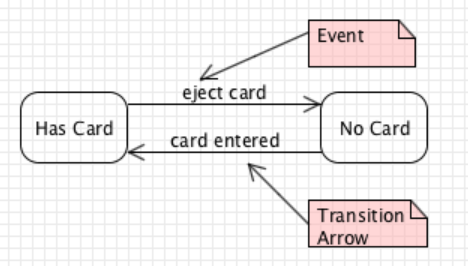 Event
eject card
Has Card
No Card
card entered
Transition
Arrow